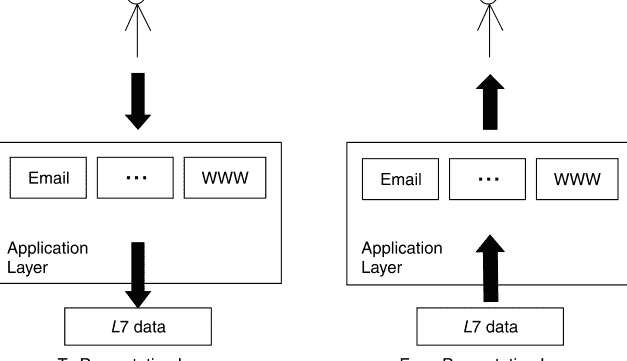 Email ... WWW
Application
Layer
L7 data
Email ... WWW
Application
Layer
L7 data